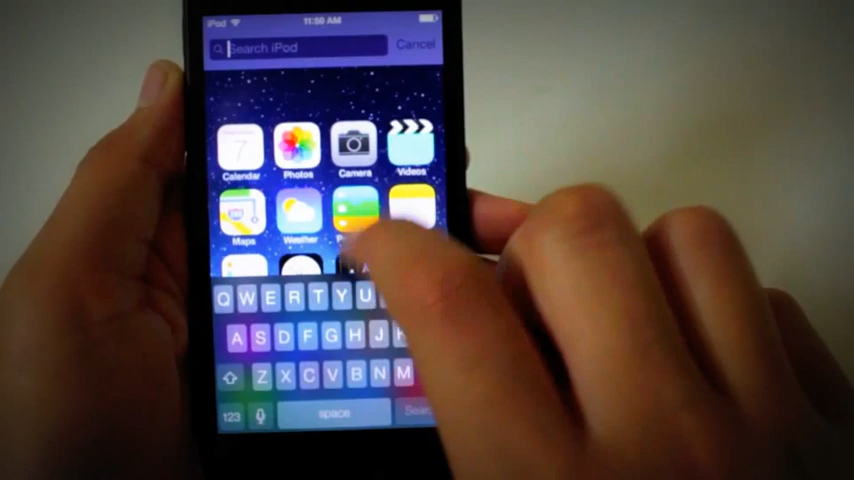 iPod 11:50 AM
Search iPod Cancel
7
Calendar Photos Camera Videos
Maps Weather
Q W E R T Y U
A S D F G H J
Z X C V B N M
123 space